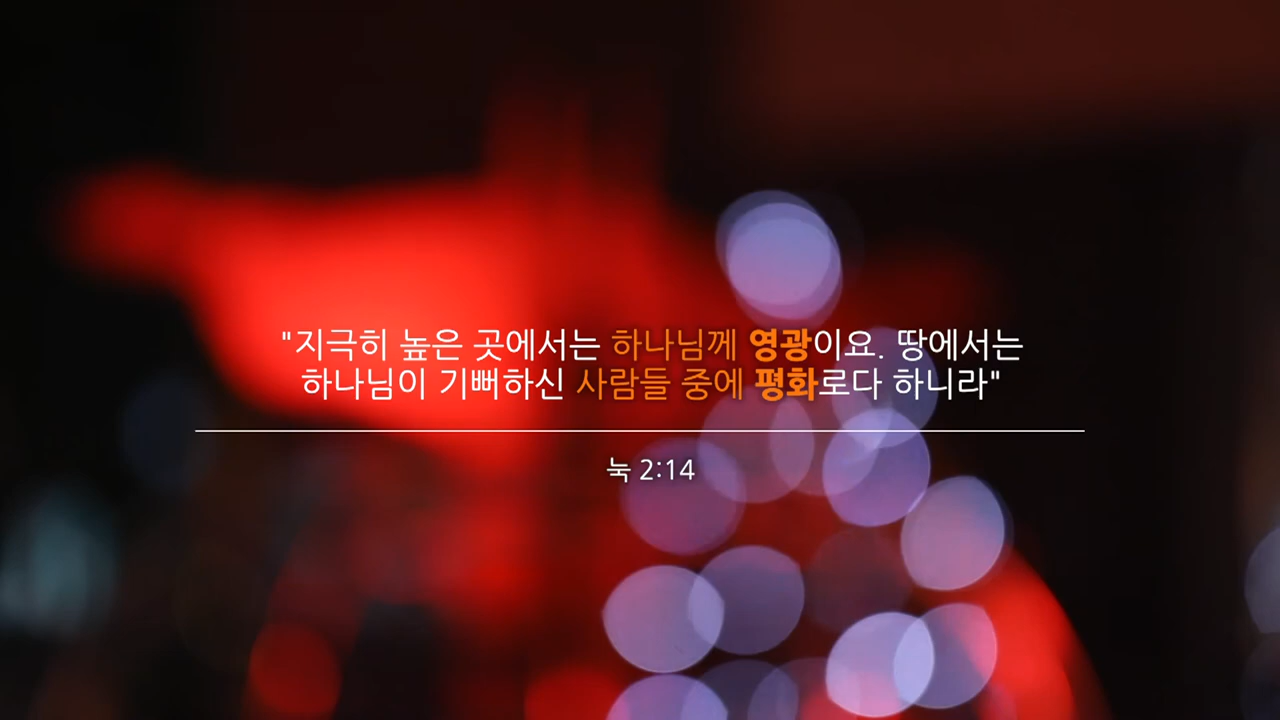 "지극히 높은 곳에서는 하나님께 영광이요. 땅에서는
하나님이 기뻐하신 사람들 중에 평화로다 하니라"
눅 2:14